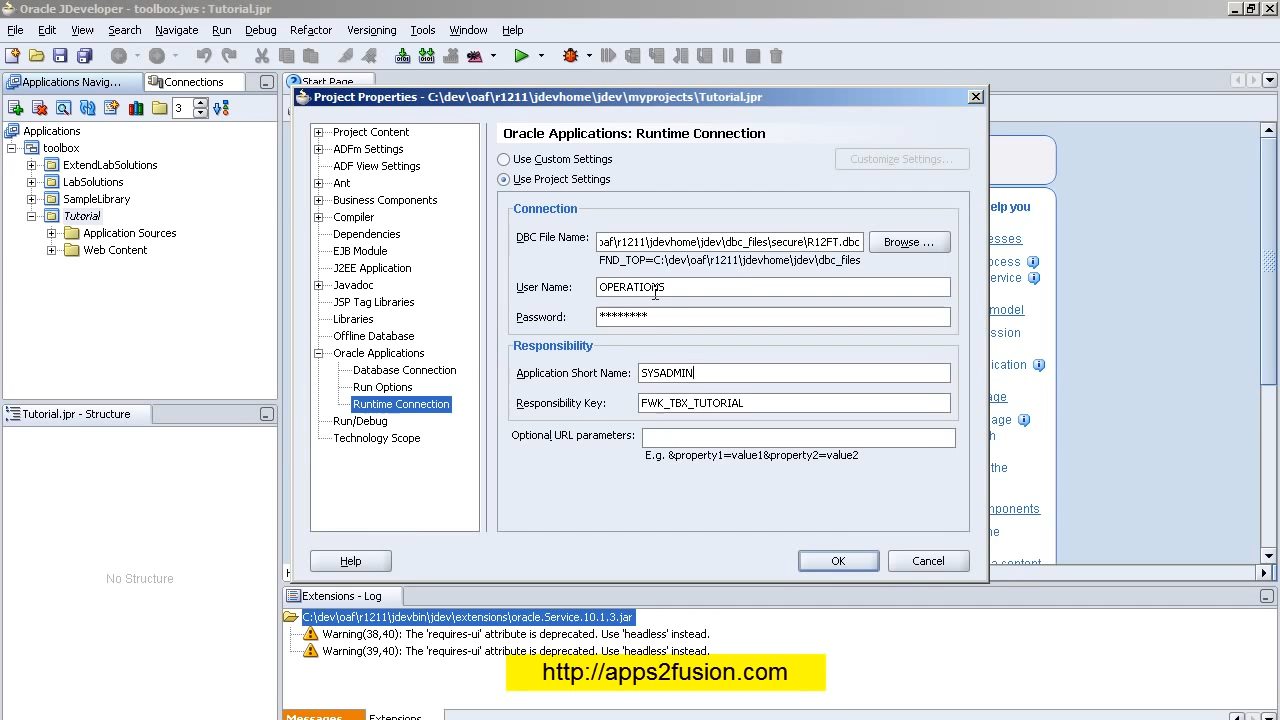 Oracle JDeveloper - toolbox.jws : Tutorial.jpr
File Edit View Search Navigate Run Debug Refactor Versioning Tools Window Help
Applications Navig... Connections
Start Page
3
Applications
toolbox
ExtendLabSolutions
LabSolutions
SampleLibrary
Tutorial
Application Sources
Web Content
Tutorial.jpr - Structure
No Structure
Project Properties - C:\dev\oaf\r1211\jdevhome\jdev\myprojects\Tutorial.jpr
Project Content
ADFm Settings
ADF View Settings
Ant
Business Components
Compiler
Dependencies
EJB Module
J2EE Application
Javadoc
JSP Tag Libraries
Libraries
Offline Database
Oracle Applications
Database Connection
Run Options
Runtime Connection
Run/Debug
Technology Scope
Oracle Applications: Runtime Connection
Use Custom Settings
Customize Settings...
Use Project Settings
Connection
DBC File Name: oaf\r1211\jdevhome\jdev\dbc_files\secure\R12FT.dbc Browse ...
FND_TOP=C:\dev\oaf\r1211\jdevhome\jdev\dbc_files
User Name: OPERATIONS
Password: ********
Responsibility
Application Short Name: SYSADMIN
Responsibility Key: FWK_TBX_TUTORIAL
Optional URL parameters:
E.g. &property1=value1&property2=value2
Help OK Cancel
help you
model
Extensions - Log
C:\dev\oaf\r1211\jdevbin\jdev\extensions\oracle.Service.10.1.3.jar
Warning(38,40): The 'requires-ui' attribute is deprecated. Use 'headless' instead.
Warning(39,40): The 'requires-ui' attribute is deprecated. Use 'headless' instead.
http://apps2fusion.com
Messages Extensions